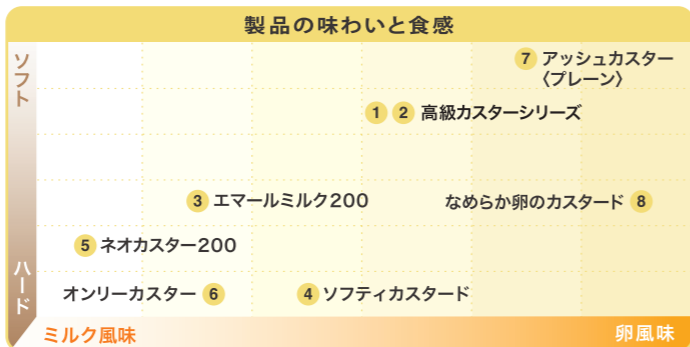 製品の味わいと食感
ソフト
7 アッシュカスター
〈プレーン〉
1 2 高級カスターシリーズ
3 エマールミルク200
なめらか卵のカスタード 8
5 ネオカスター200
オンリーカスター 6
4 ソフティカスタード
ハード
ミルク風味
卵風味